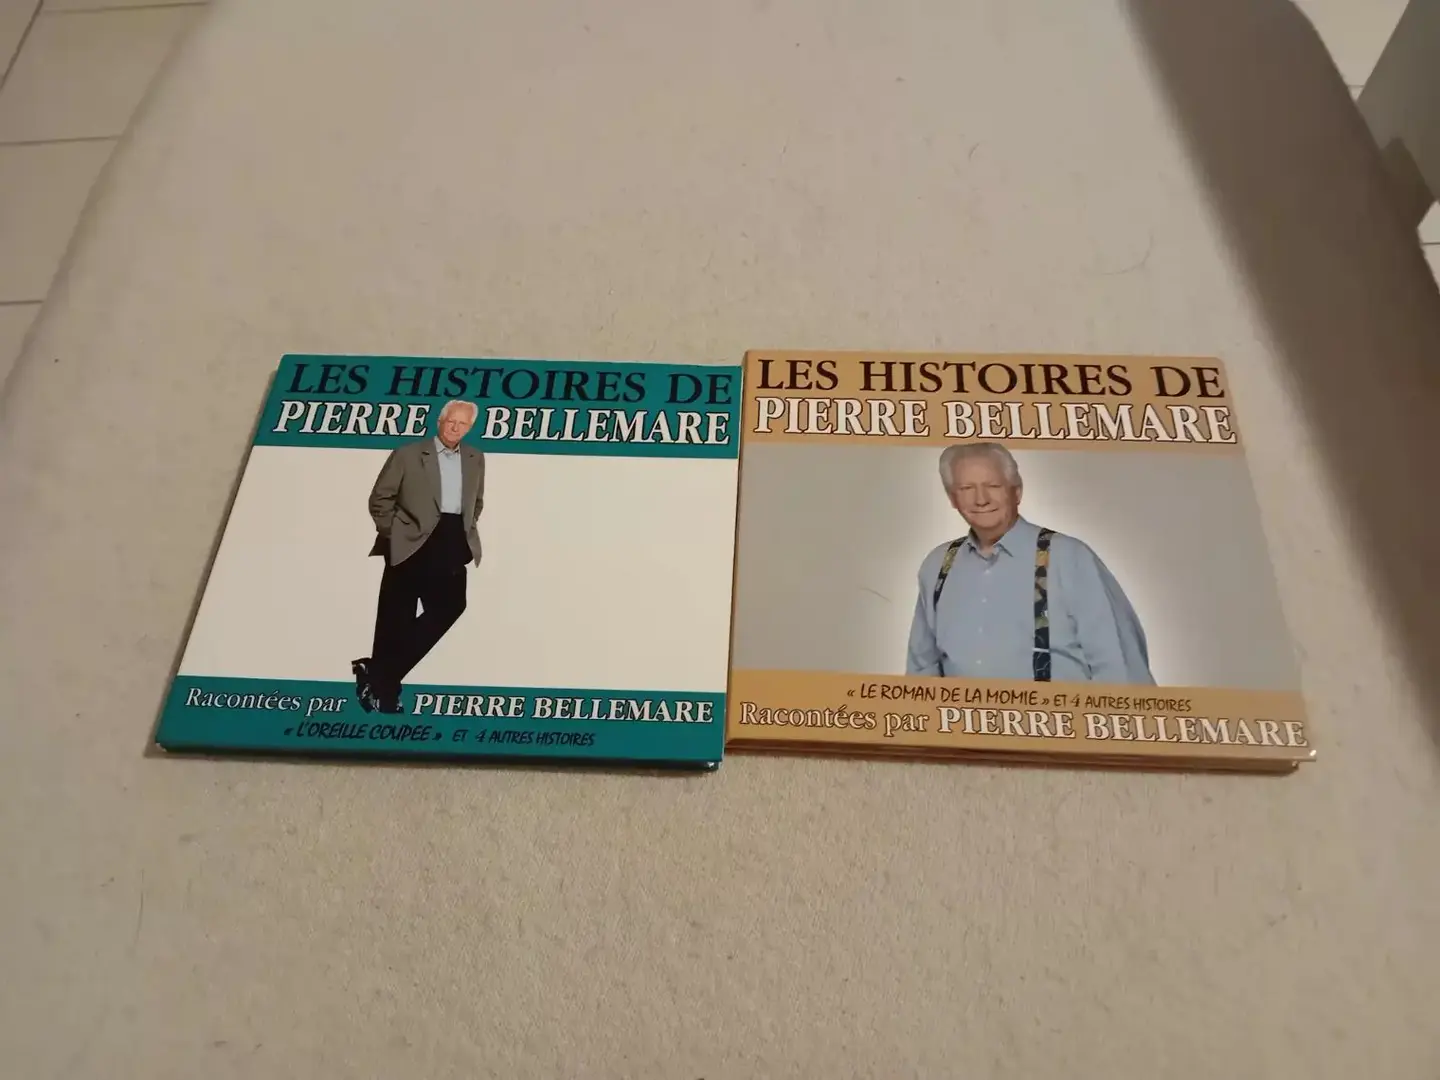 LES HISTOIRES DE
PIERRE BELLEMARE
Racontées par PIERRE BELLEMARE
« L'OREILLE COUPEE » ET 4 AUTRES HISTOIRES
LES HISTOIRES DE
PIERRE BELLEMARE
« LE ROMAN DE LA MOMIE » ET 4 AUTRES HISTOIRES
Racontées par PIERRE BELLEMARE